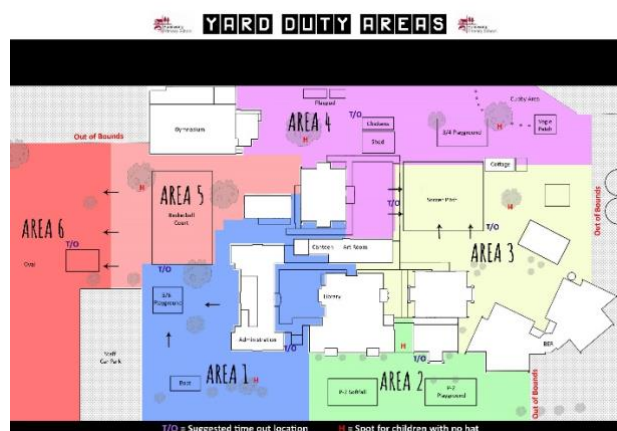 YARD DUTY AREAS
Playpod
T/O
Cubby Area
Chickens
H
Gymnasium
AREA 4
3/4 Playground
Out of Bounds
H
Shed
Cottage
AREA 5
H
Soccer Pitch
H
Out of Bounds
AREA 6
Basketball
Court
T/O
T/O
AREA 3
Canteen
Art Room
Oval
T/O
5/6
Playground
Library
Administration
BER
Staff
Car Park
T/O
H
T/O
AREA 1
H
AREA 2
P-2 Softfall
P-2
Playground
Out of Bounds
T/O = Suggested time out location
H = Spot for children with no hat